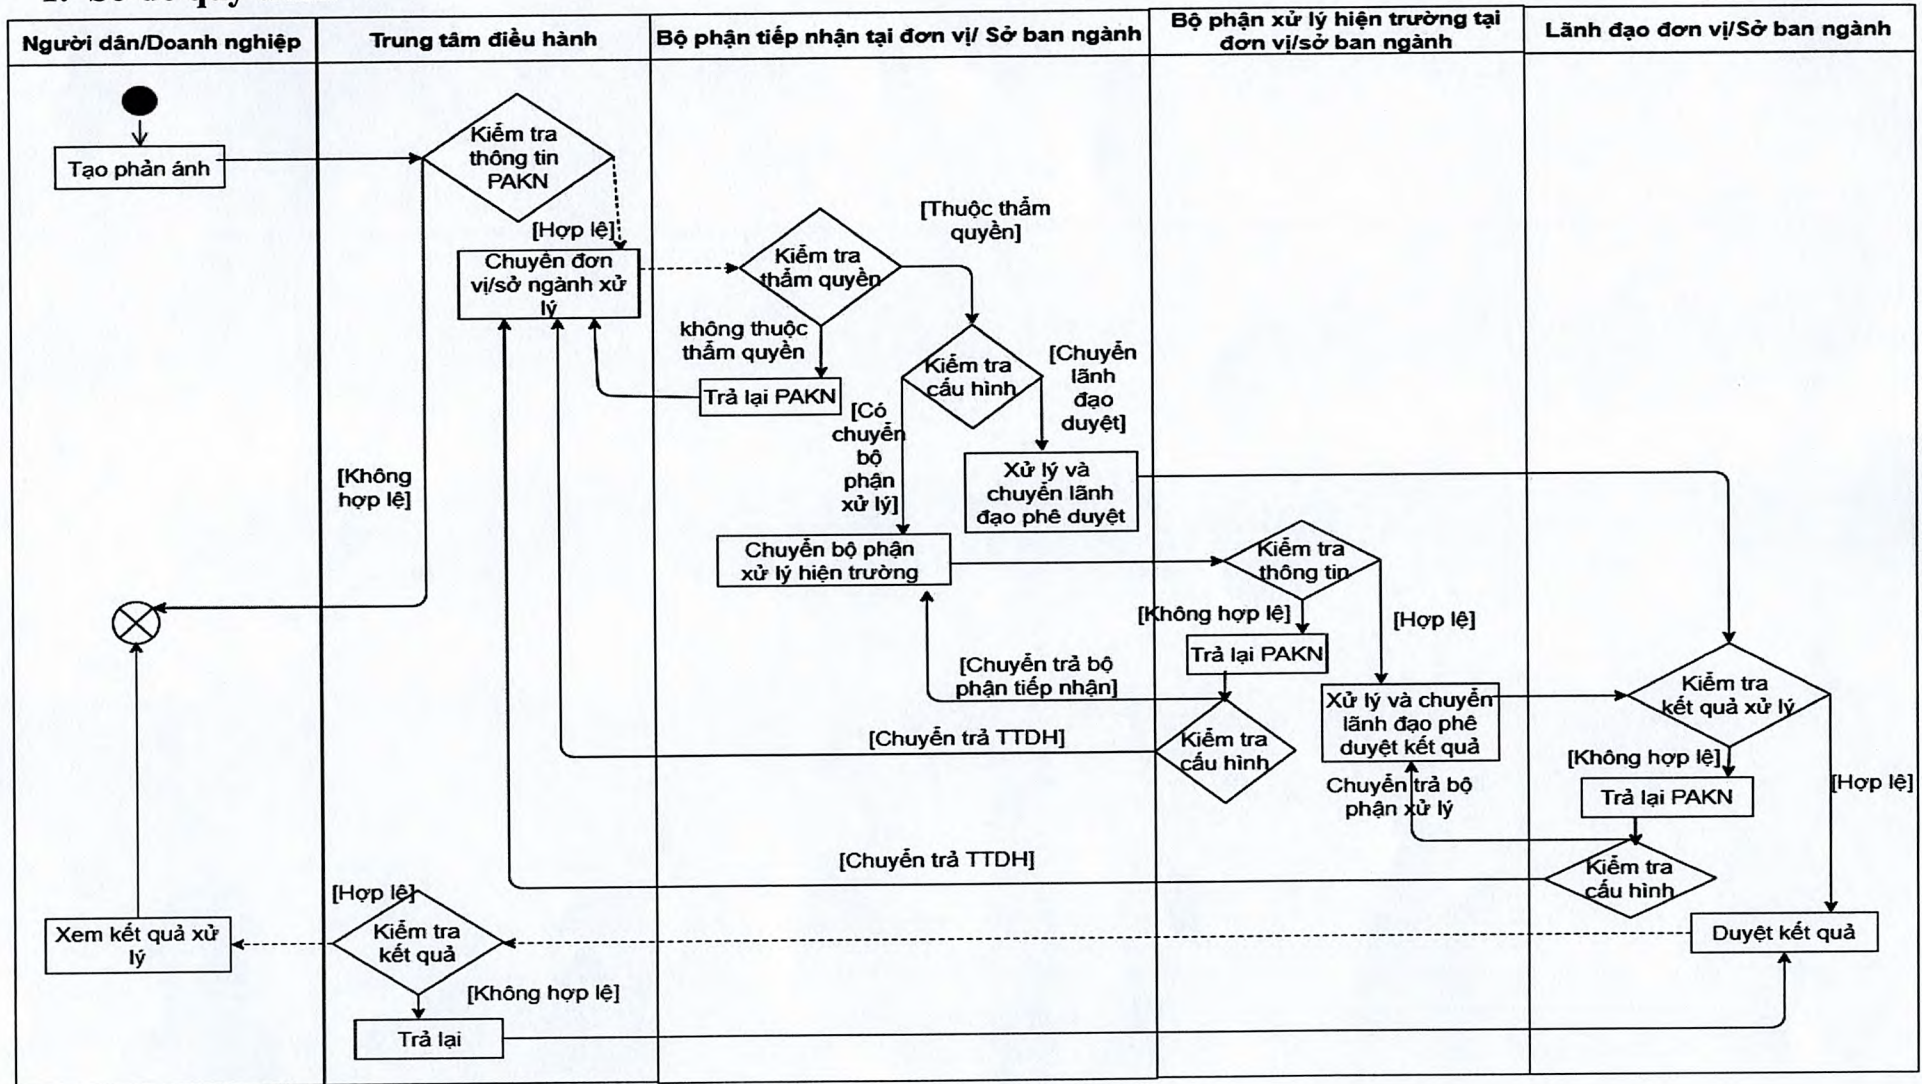 Người dân/Doanh nghiệp
Trung tâm điều hành
Bộ phận tiếp nhận tại đơn vị/ Sở ban ngành
Bộ phận xử lý hiện trường tại
đơn vị/sở ban ngành
Lãnh đạo đơn vị/Sở ban ngành
Tạo phản ánh
Kiểm tra
thông tin
PAKN
[Hợp lệ]
Chuyển đơn
vị/sở ngành xử
lý
[Không
hợp lệ]
Kiểm tra
thẩm quyền
[Thuộc thẩm
quyền]
không thuộc
thẩm quyền
Trả lại PAKN
Kiểm tra
cấu hình
[Chuyển
lãnh
đạo
duyệt]
[Có
chuyển
bộ
phận
xử lý]
Xử lý và
chuyển lãnh
đạo phê duyệt
Chuyển bộ phận
xử lý hiện trường
Kiểm tra
thông tin
[Không hợp lệ]
[Hợp lệ]
Trả lại PAKN
[Chuyển trả bộ
phận tiếp nhận]
Kiểm tra
cấu hình
[Chuyển trả TTDH]
Xử lý và chuyển
lãnh đạo phê
duyệt kết quả
Chuyển trả bộ
phận xử lý
Kiểm tra
kết quả xử lý
[Không hợp lệ]
[Hợp lệ]
Trả lại PAKN
Kiểm tra
cấu hình
[Chuyển trả TTDH]
Duyệt kết quả
[Hợp lệ]
Kiểm tra
kết quả
Xem kết quả xử
lý
[Không hợp lệ]
Trả lại